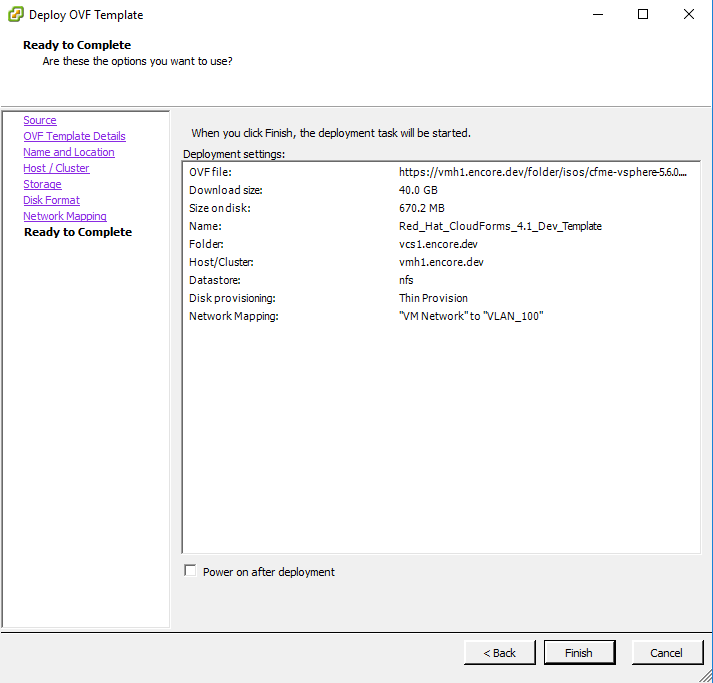 Deploy OVF Template
Ready to Complete
Are these the options you want to use?
Source
OVF Template Details
Name and Location
Host / Cluster
Storage
Disk Format
Network Mapping
Ready to Complete
When you click Finish, the deployment task will be started.
Deployment settings:
OVF file: https://vmh1.encore.dev/folder/isos/cfme-vsphere-5.6.0....
Download size: 40.0 GB
Size on disk: 670.2 MB
Name: Red_Hat_CloudForms_4.1_Dev_Template
Folder: vcs1.encore.dev
Host/Cluster: vmh1.encore.dev
Datastore: nfs
Disk provisioning: Thin Provision
Network Mapping: "VM Network" to "VLAN_100"
Power on after deployment
< Back Finish Cancel